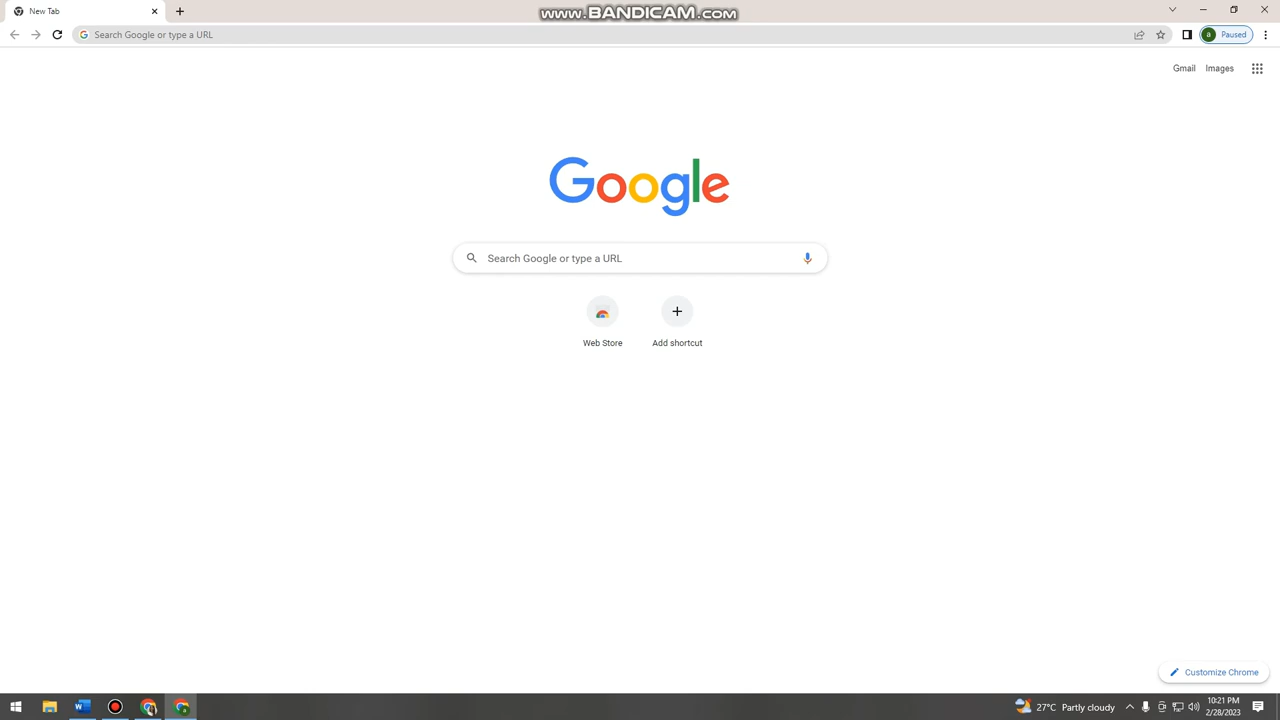 New Tab
www.BANDICAM.com
Search Google or type a URL
a
Paused
Gmail
Images
Google
Search Google or type a URL
Web Store
Add shortcut
Customize Chrome
27°C Partly cloudy
10:21 PM
2/28/2023